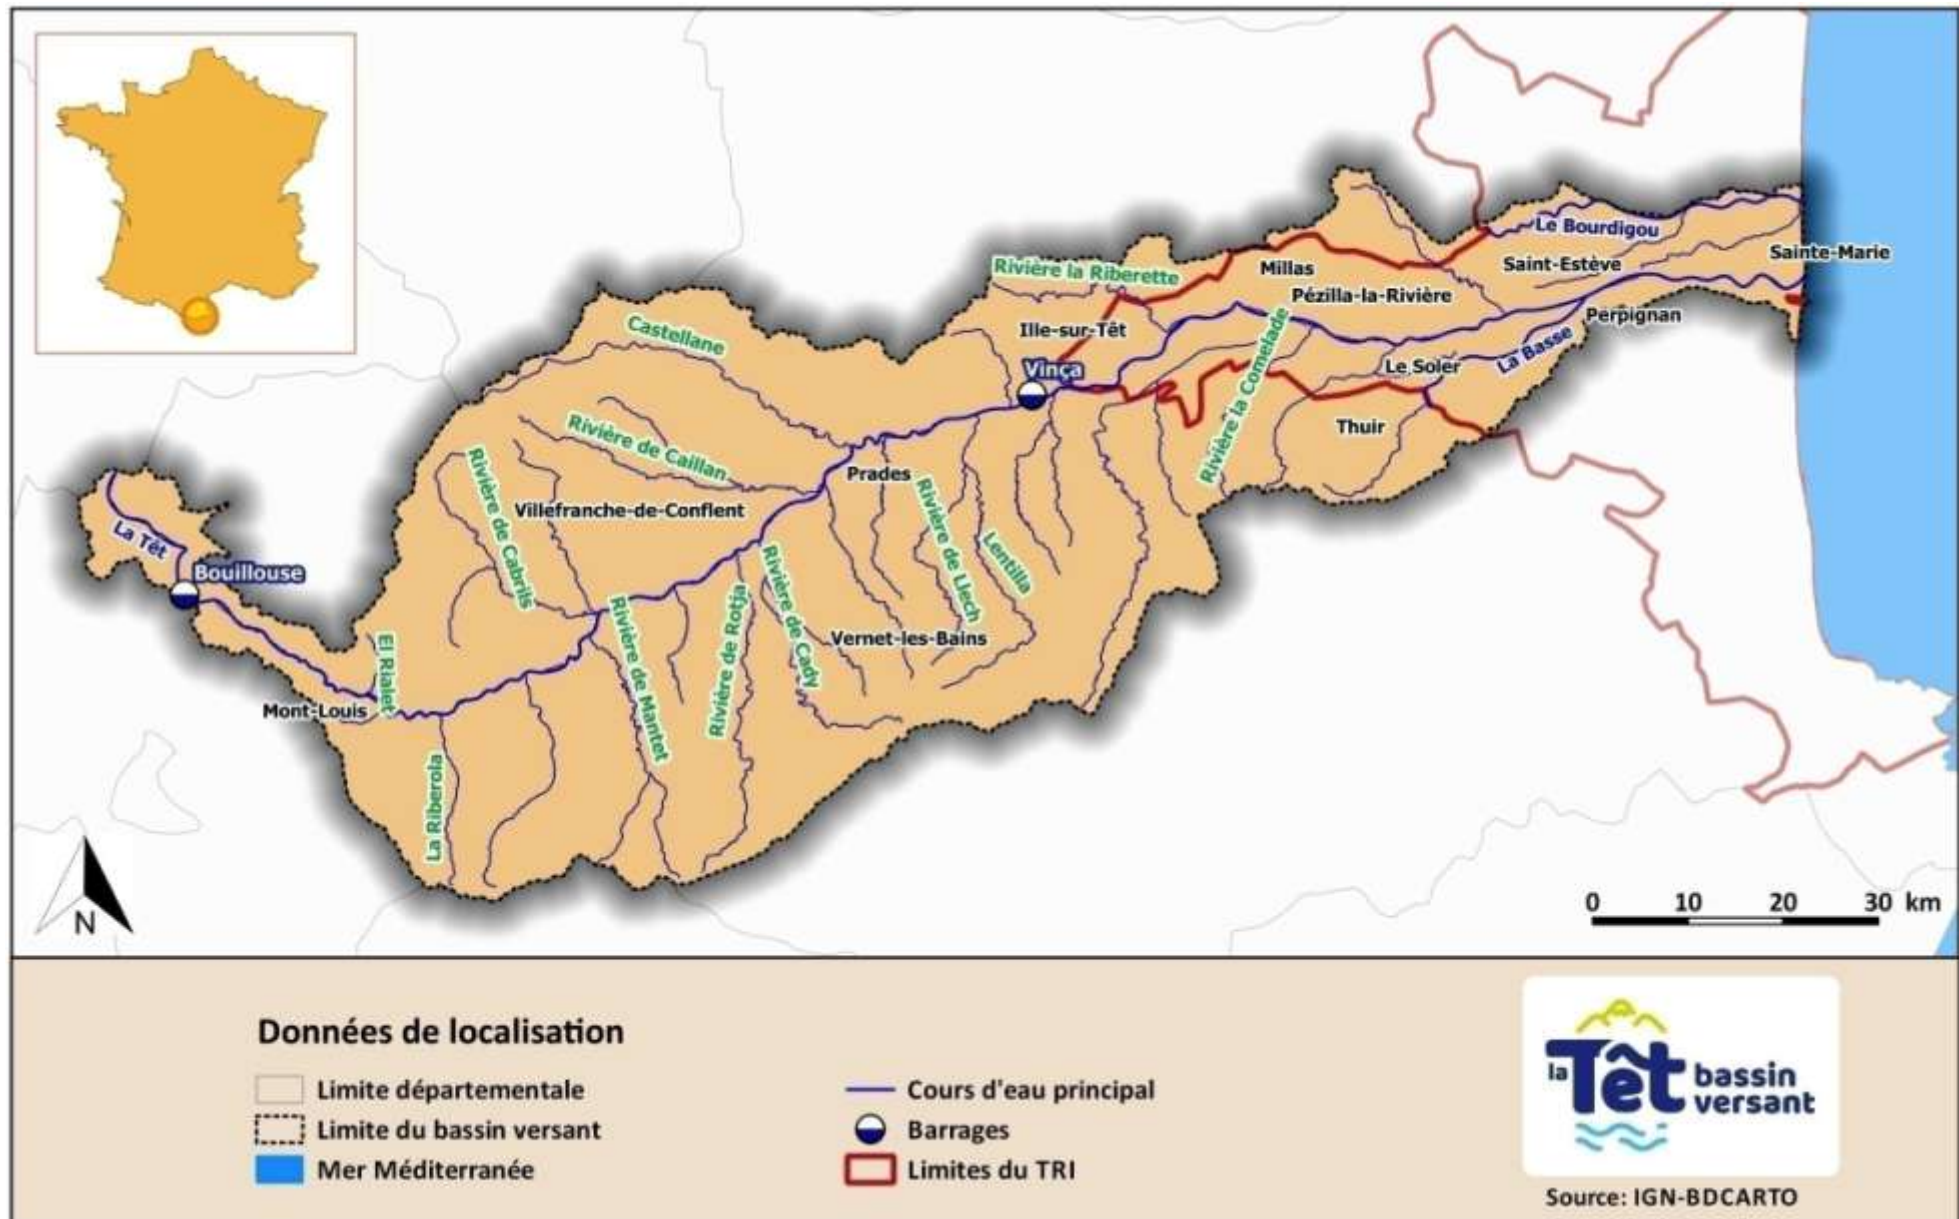 Le Bourdigou
Sainte-Marie
Saint-Estève
Rivière la Riberette
Millas
Pézilla-la-Rivière
Perpignan
Ille-sur-Têt
Castellane
La Basse
Le Soler
Vinça
Rivière la Comelade
Thuir
Rivière de Caillan
Prades
Rivière de Cabrils
Villefranche-de-Conflent
Rivière de Llech
Lentilla
La Têt
Bouillouse
Rivière de Cady
Rivière de Rotja
Rivière de Mantet
Vernet-les-Bains
El Rialet
Mont-Louis
La Riberola
N
0 10 20 30 km
Données de localisation
Limite départementale
Limite du bassin versant
Mer Méditerranée
Cours d'eau principal
Barrages
Limites du TRI
la Têt bassin
versant
Source: IGN-BDCARTO